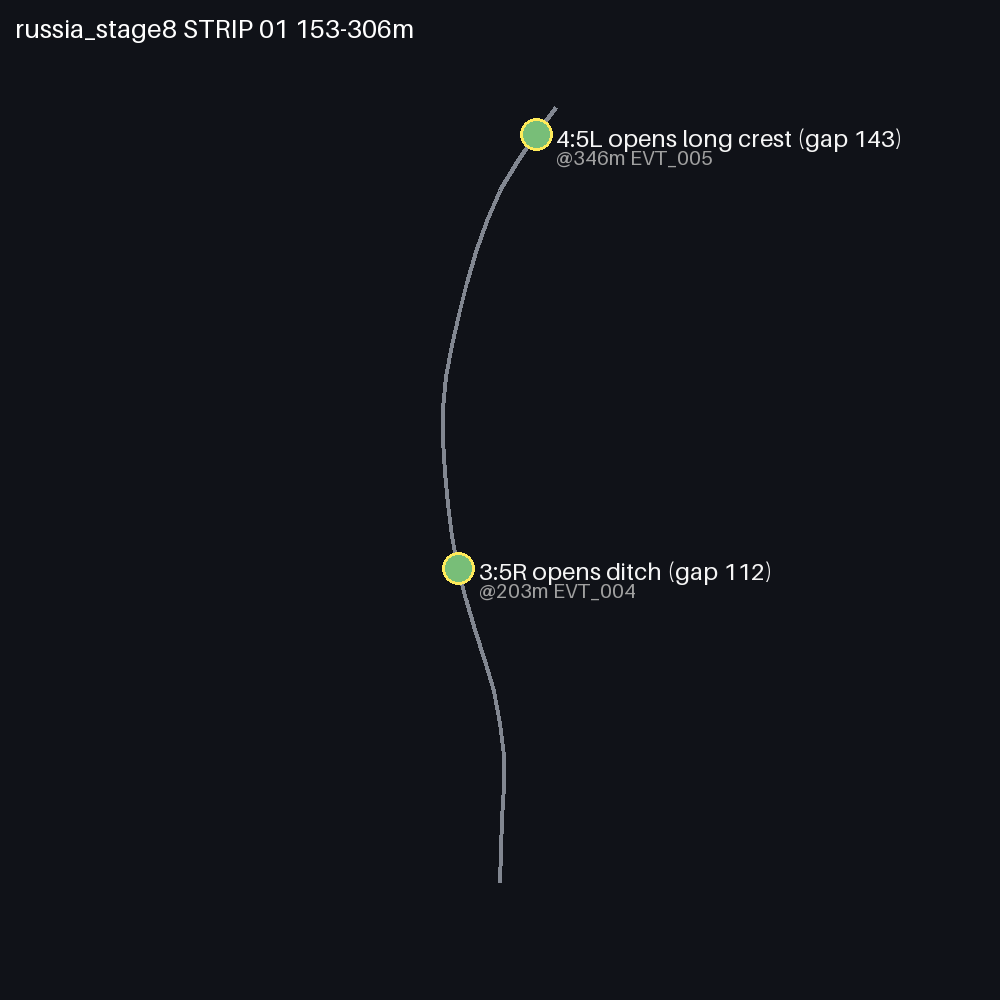 russia_stage8 STRIP 01 153-306m
4:5L opens long crest (gap 143)
@346m EVT_005
3:5R opens ditch (gap 112)
@203m EVT_004